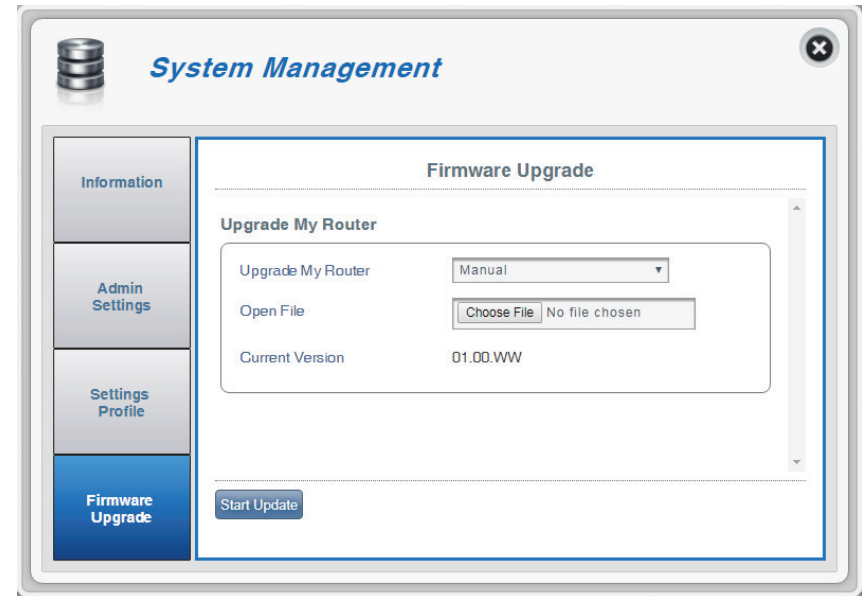 System Management
Information
Admin
Settings
Settings
Profile
Firmware
Upgrade
Firmware Upgrade
Upgrade My Router
Upgrade My Router
Manual
Open File
Choose File No file chosen
Current Version
01.00.WW
Start Update